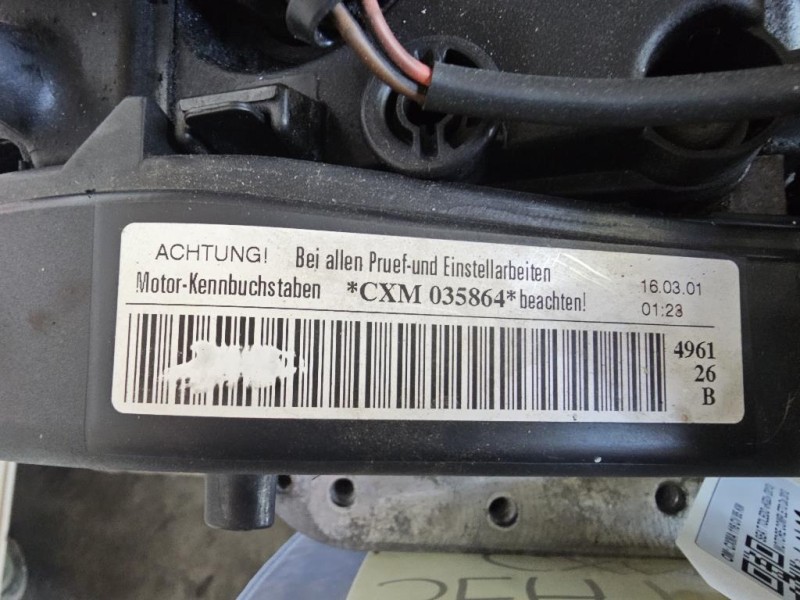 ACHTUNG! Bei allen Pruef-und Einstellarbeiten
Motor-Kennbuchstaben *CXM 035864* beachten!
16.03.01
01:23
4961
26
B